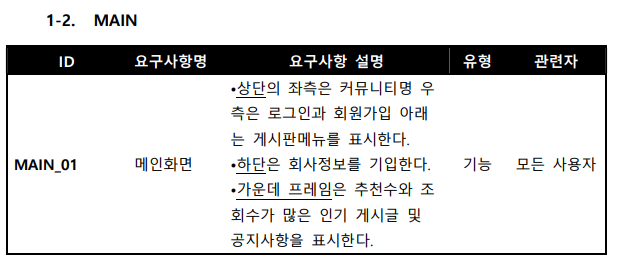 1-2. MAIN
ID 요구사항명 요구사항 설명 유형 관련자
•상단의 좌측은 커뮤니티명 우
측은 로그인과 회원가입 아래
는 게시판메뉴를 표시한다.
MAIN_01 메인화면 •하단은 회사정보를 기입한다. 기능 모든 사용자
•가운데 프레임은 추천수와 조
회수가 많은 인기 게시글 및
공지사항을 표시한다.